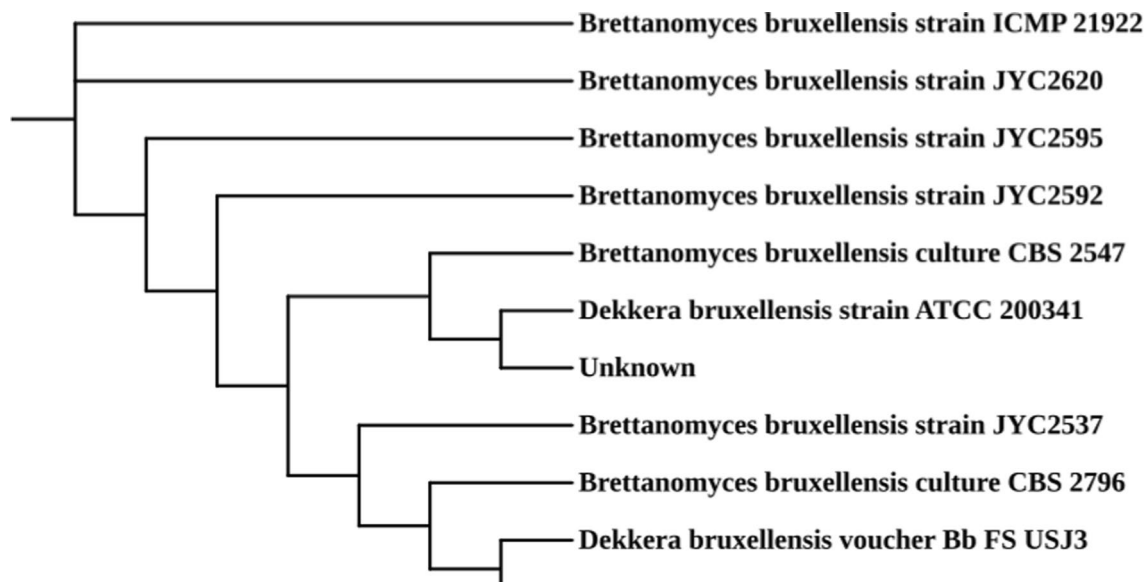 Brettanomyces bruxellensis strain ICMP 21922
Brettanomyces bruxellensis strain JYC2620
Brettanomyces bruxellensis strain JYC2595
Brettanomyces bruxellensis strain JYC2592
Brettanomyces bruxellensis culture CBS 2547
Dekkera bruxellensis strain ATCC 200341
Unknown
Brettanomyces bruxellensis strain JYC2537
Brettanomyces bruxellensis culture CBS 2796
Dekkera bruxellensis voucher Bb FS USJ3